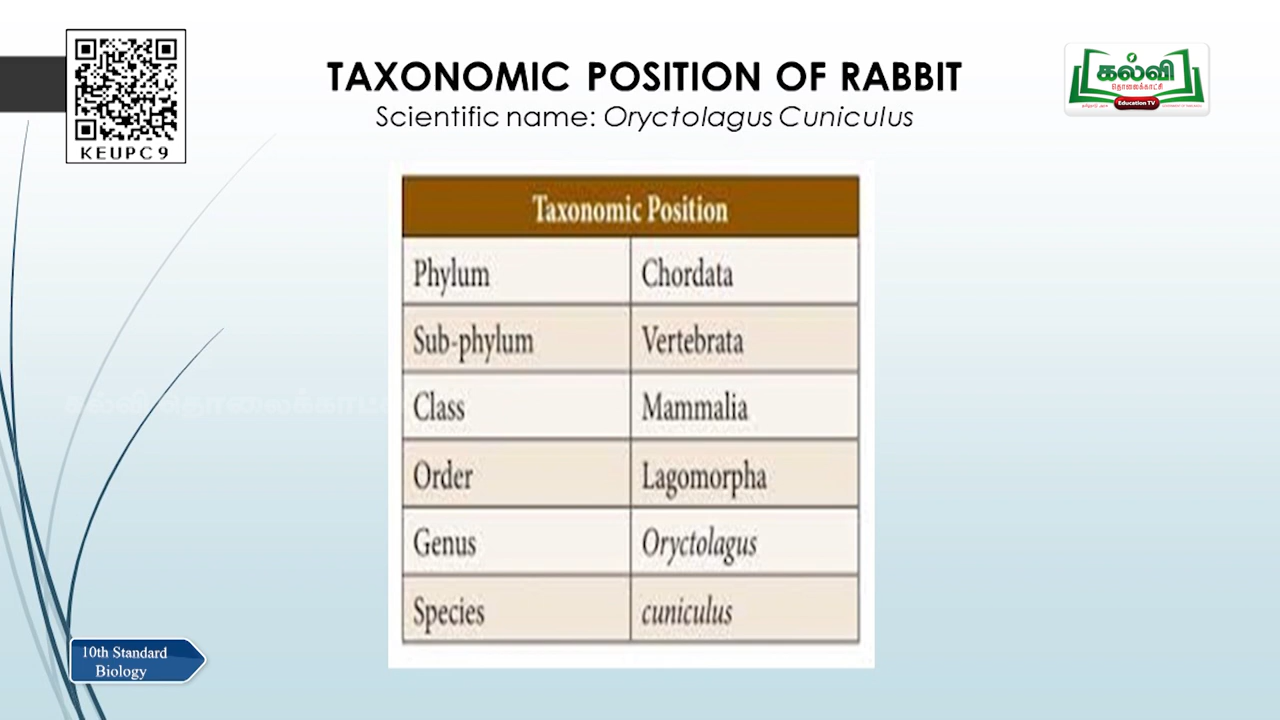 KEUPC9
TAXONOMIC POSITION OF RABBIT
Scientific name: Oryctolagus Cuniculus
கல்வி
தொலைக்காட்சி
Education TV
Taxonomic Position
Phylum Chordata
Sub-phylum Vertebrata
Class Mammalia
Order Lagomorpha
Genus Oryctolagus
Species cuniculus
கல்வி தொலைக்காட்சி
10th Standard
Biology